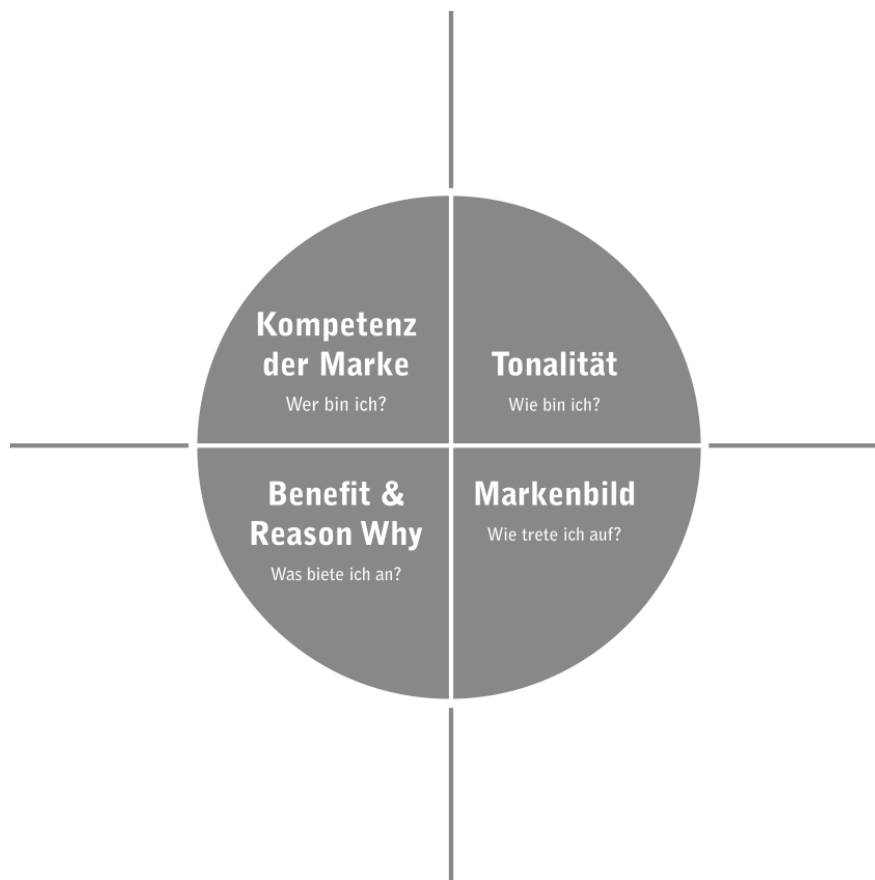 Kompetenz
der Marke
Wer bin ich?
Tonalität
Wie bin ich?
Benefit &
Reason Why
Was biete ich an?
Markenbild
Wie trete ich auf?